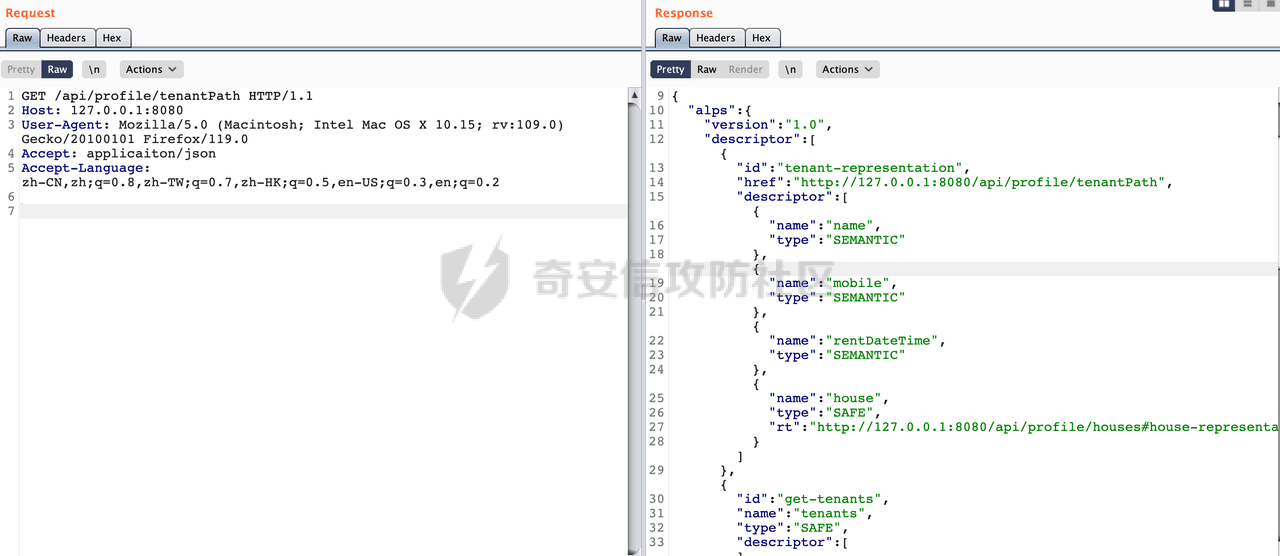 Request
Raw Headers Hex
Pretty Raw \n Actions
1 GET /api/profile/tenantPath HTTP/1.1
2 Host: 127.0.0.1:8080
3 User-Agent: Mozilla/5.0 (Macintosh; Intel Mac OS X 10.15; rv:109.0)
Gecko/20100101 Firefox/119.0
4 Accept: applicaiton/json
5 Accept-Language:
zh-CN,zh;q=0.8,zh-TW;q=0.7,zh-HK;q=0.5,en-US;q=0.3,en;q=0.2
6
7
Response
Raw Headers Hex
Pretty Raw Render \n Actions
9 {
10 "alps":{
11 "version":"1.0",
12 "descriptor":[
{
13 "id":"tenant-representation",
14 "href":"http://127.0.0.1:8080/api/profile/tenantPath",
15 "descriptor":[
{
16 "name":"name",
17 "type":"SEMANTIC"
18 },
{
19 "name":"mobile",
20 "type":"SEMANTIC"
21 },
{
22 "name":"rentDateTime",
23 "type":"SEMANTIC"
24 },
{
25 "name":"house",
26 "type":"SAFE",
27 "rt":"http://127.0.0.1:8080/api/profile/houses#house-representa
28 }
]
29 },
{
30 "id":"get-tenants",
31 "name":"tenants",
32 "type":"SAFE",
33 "descriptor":[
奇安信攻防社区